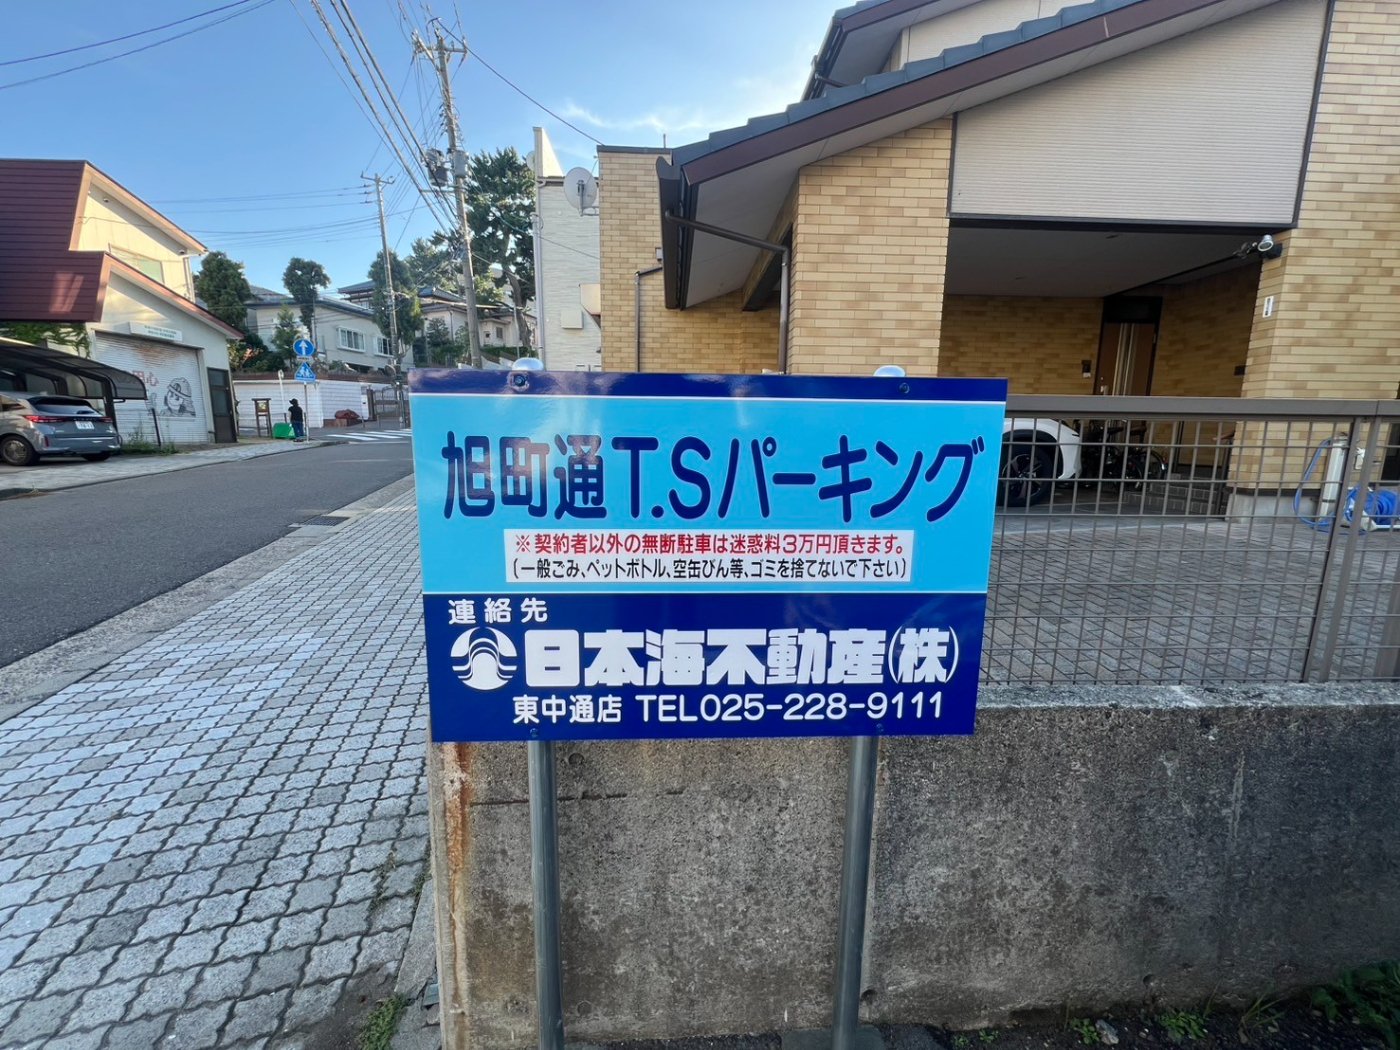 旭町通T.Sパーキング
※契約者以外の無断駐車は迷惑料3万円頂きます。
(一般ごみ、ペットボトル、空缶びん等、ゴミを捨てないで下さい)
連絡先
日本海不動産(株)
東中通店 TEL025-228-9111